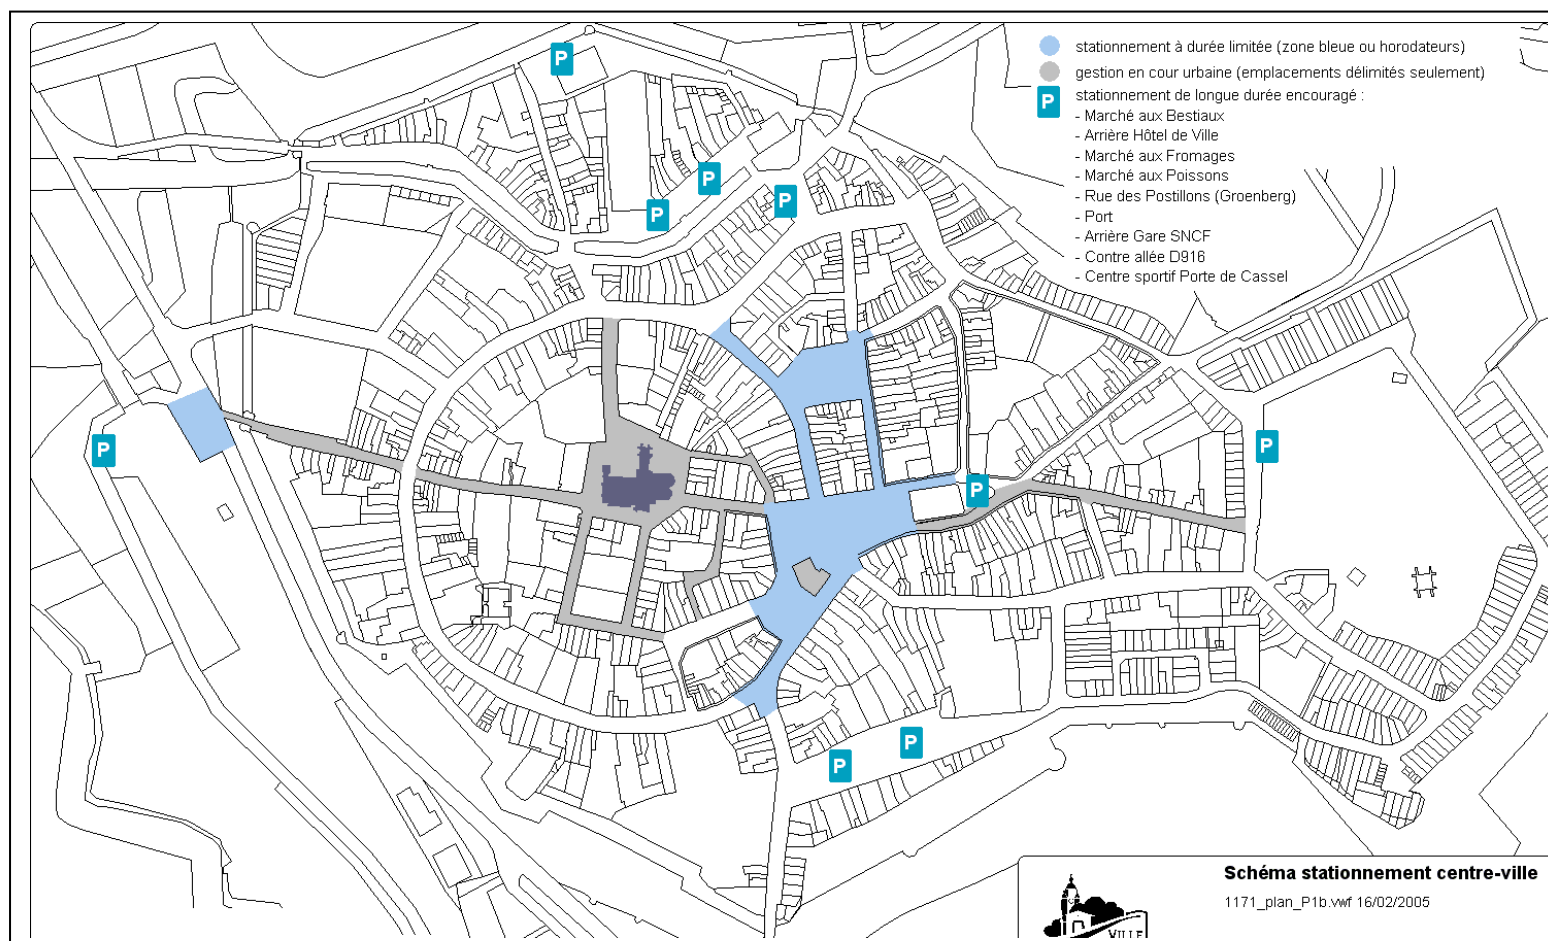 stationnement à durée limitée (zone bleue ou horodateurs)
gestion en cour urbaine (emplacements délimités seulement)
P stationnement de longue durée encouragé :
- Marché aux Bestiaux
- Arrière Hôtel de Ville
- Marché aux Fromages
- Marché aux Poissons
- Rue des Postillons (Groenberg)
- Port
- Arrière Gare SNCF
- Contre allée D916
- Centre sportif Porte de Cassel
P
P
P
P
P
P
P
P
P
Schéma stationnement centre-ville
1171_plan_P1b.vwf 16/02/2005
VILLE